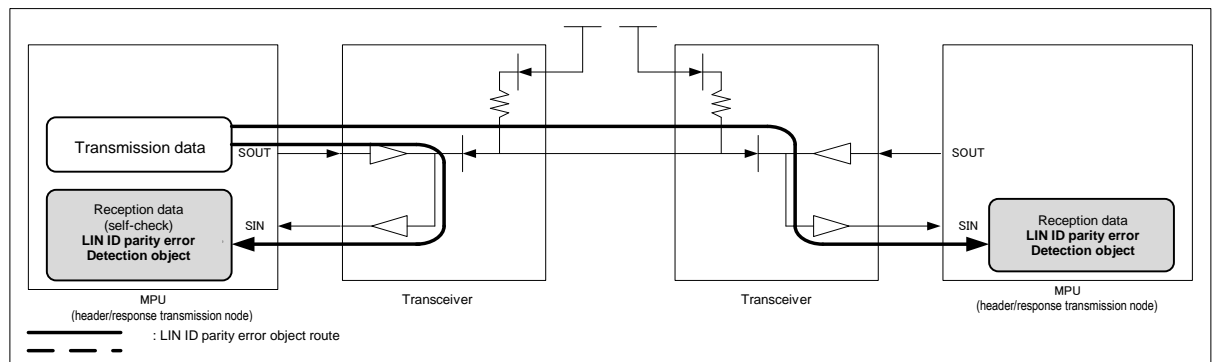 Transmission data
SOUT
SOUT
Reception data
(self-check)
LIN ID parity error
Detection object
SIN
SIN
Reception data
LIN ID parity error
Detection object
MPU
(header/response transmission node)
Transceiver
Transceiver
MPU
(header/response transmission node)
: LIN ID parity error object route